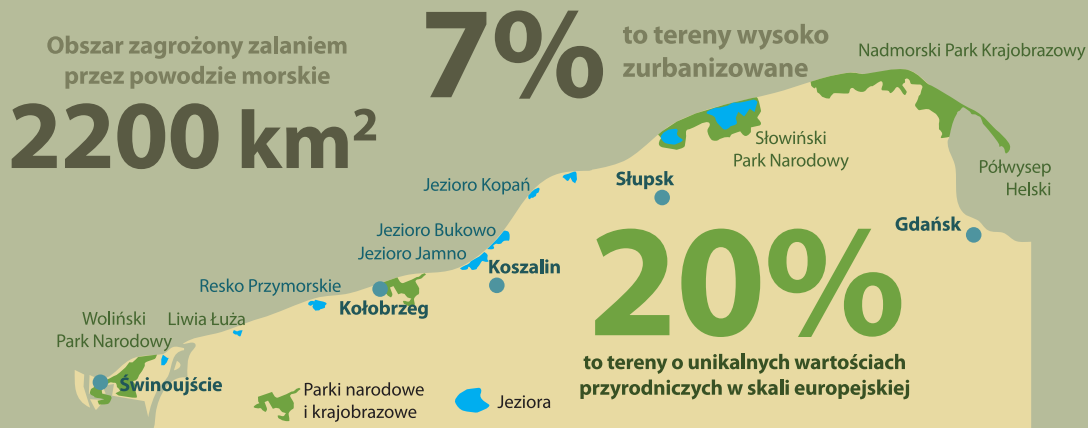 Obszar zagrożony zalaniem
przez powodzie morskie
2200 km²
7%
to tereny wysoko
zurbanizowane
Nadmorski Park Krajobrazowy
Słowiński
Park Narodowy
Półwysep
Helski
Jezioro Kopań
Słupsk
Gdańsk
Jezioro Bukowo
Jezioro Jamno
Koszalin
Resko Przymorskie
Kołobrzeg
Woliński
Park Narodowy
Liwia Łuża
Świnoujście
20%
to tereny o unikalnych wartościach
przyrodniczych w skali europejskiej
Parki narodowe
i krajobrazowe
Jeziora